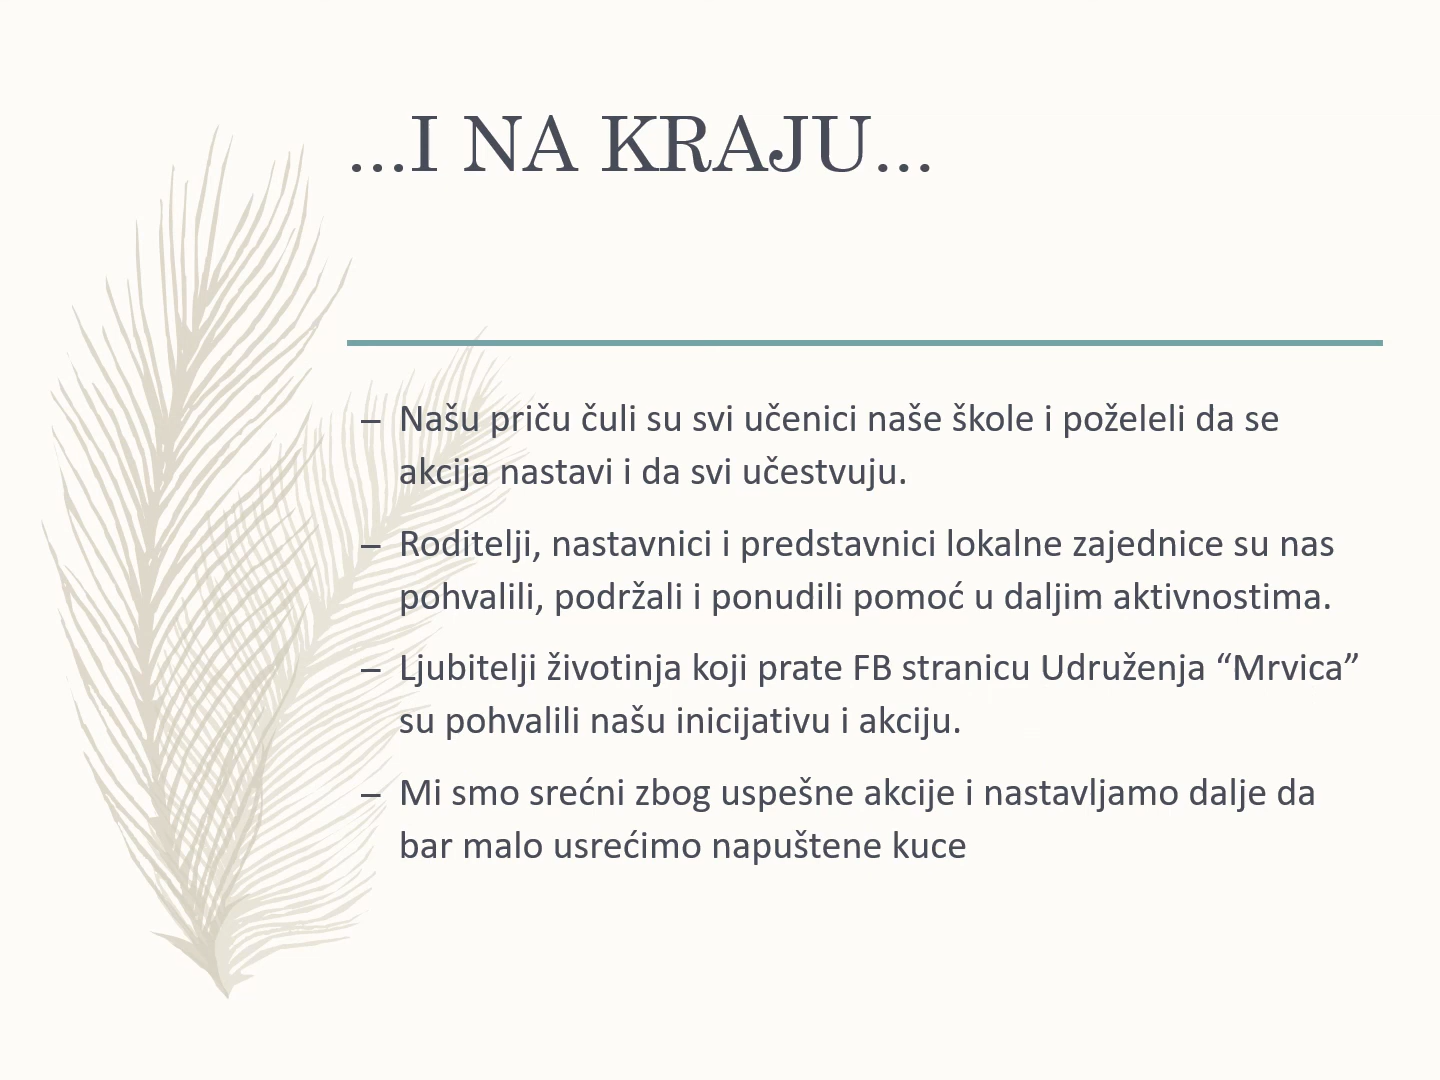 ...I NA KRAJU...
– Našu priču čuli su svi učenici naše škole i poželeli da se
akcija nastavi i da svi učestvuju.
– Roditelji, nastavnici i predstavnici lokalne zajednice su nas
pohvalili, podržali i ponudili pomoć u daljim aktivnostima.
– Ljubitelji životinja koji prate FB stranicu Udruženja “Mrvica”
su pohvalili našu inicijativu i akciju.
– Mi smo srećni zbog uspešne akcije i nastavljamo dalje da
bar malo usrećimo napuštene kuce